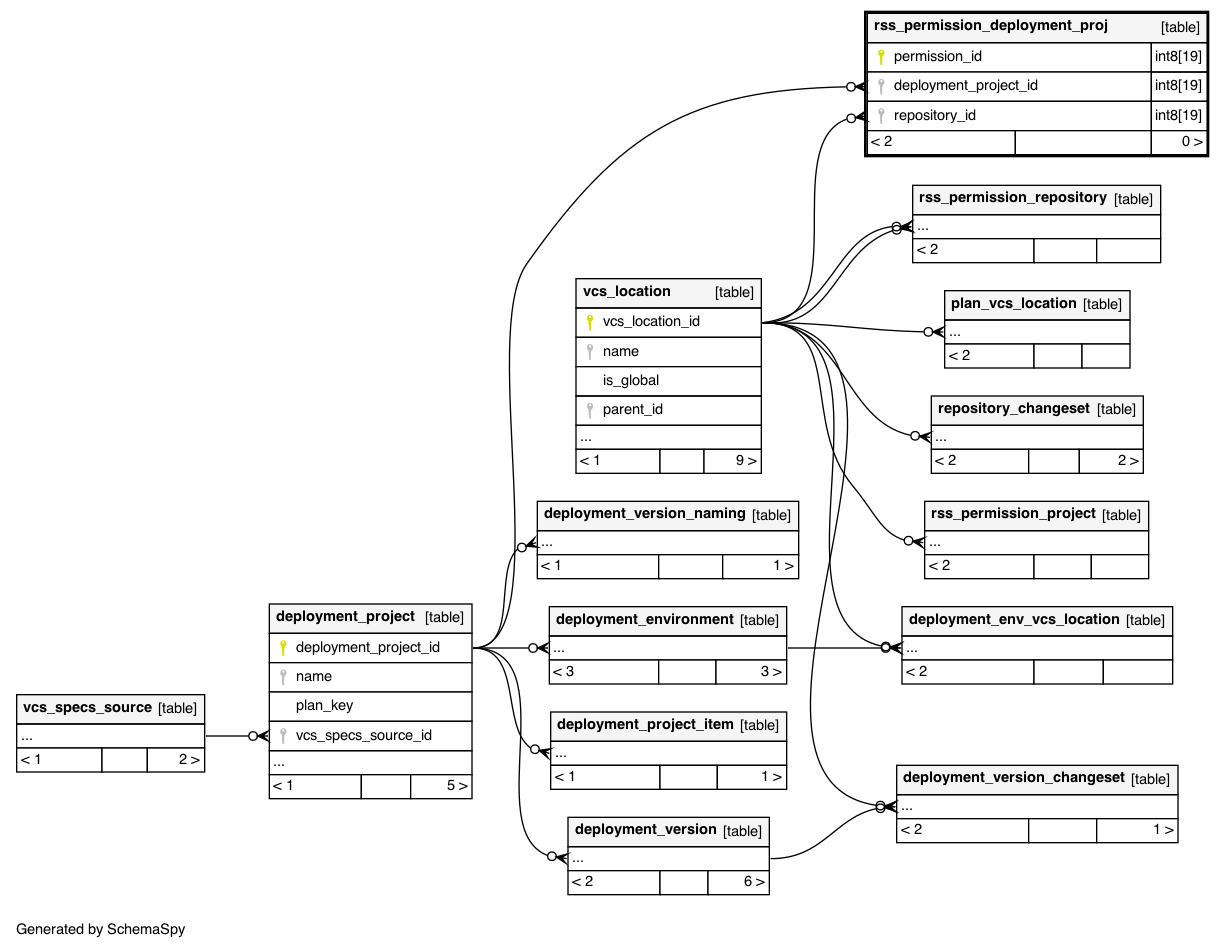 rss_permission_deployment_proj [table]
permission_id int8[19]
deployment_project_id int8[19]
repository_id int8[19]
< 2 0 >
rss_permission_repository [table]
...
< 2
vcs_location [table]
vcs_location_id
name
is_global
parent_id
...
< 1 9 >
plan_vcs_location [table]
...
< 2
repository_changeset [table]
...
< 2 2 >
deployment_version_naming [table]
...
< 1 1 >
rss_permission_project [table]
...
< 2
deployment_project [table]
deployment_project_id
name
plan_key
vcs_specs_source_id
...
< 1 5 >
deployment_environment [table]
...
< 3 3 >
deployment_env_vcs_location [table]
...
< 2
vcs_specs_source [table]
...
< 1 2 >
deployment_project_item [table]
...
< 1 1 >
deployment_version_changeset [table]
...
< 2 1 >
deployment_version [table]
...
< 2 6 >
Generated by SchemaSpy